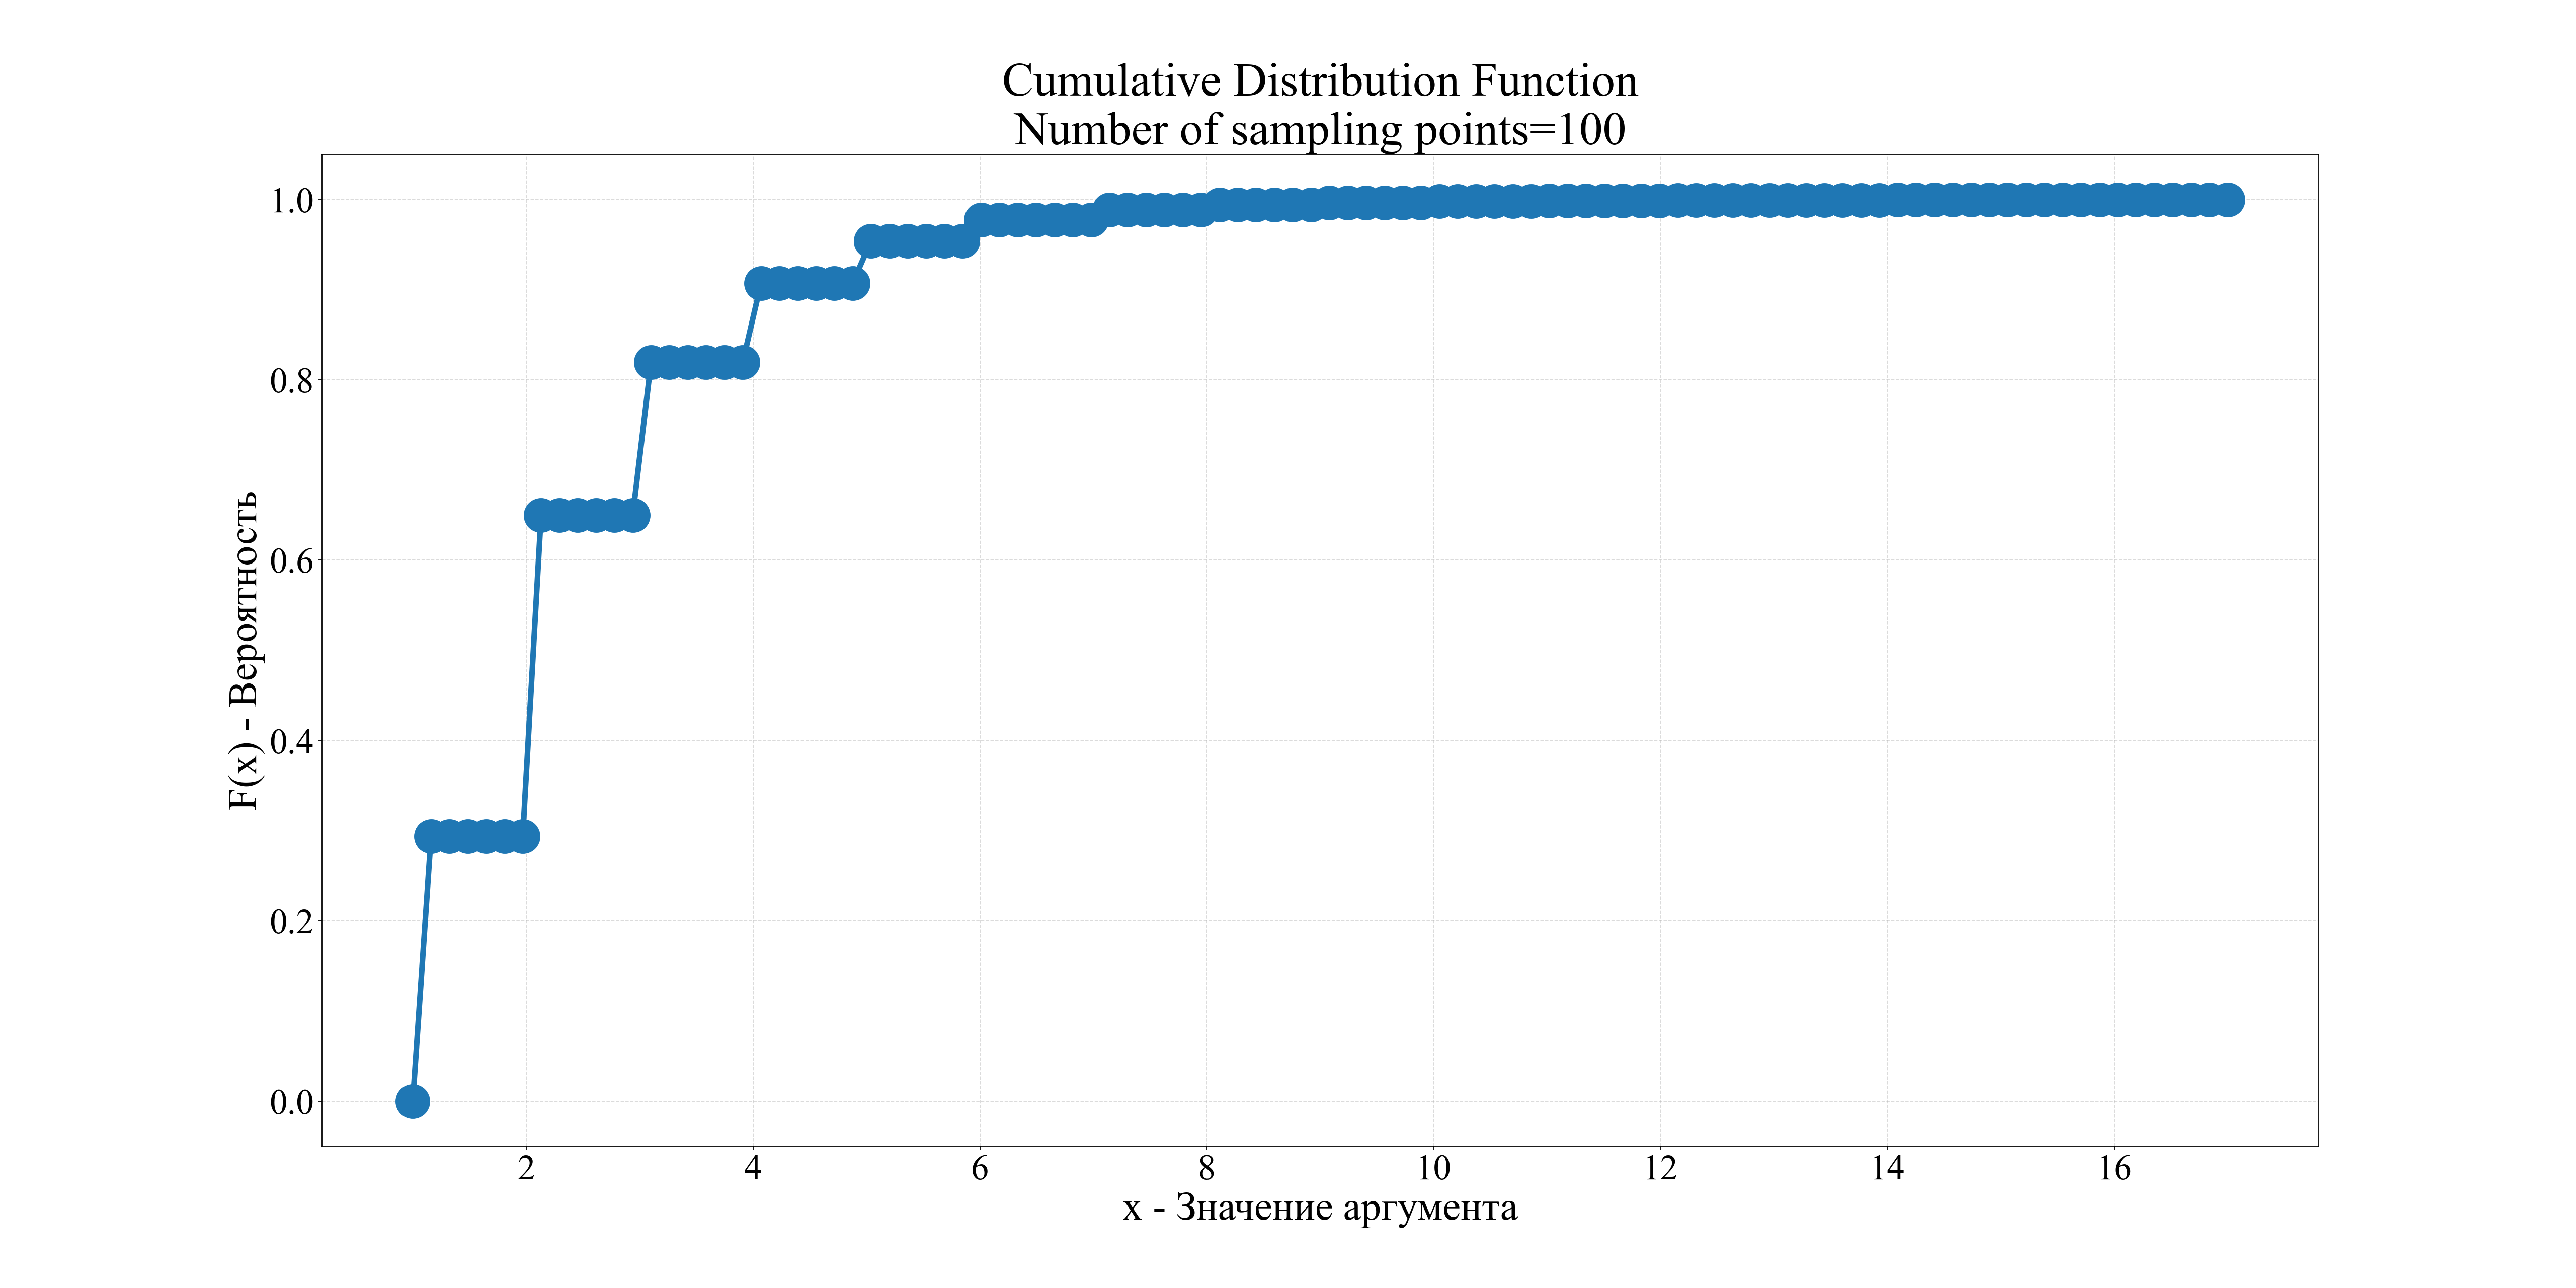 Cumulative Distribution Function
Number of sampling points=100
F(x) - Вероятность
1.0
0.8
0.6
0.4
0.2
0.0
2 4 6 8 10 12 14 16
x - Значение аргумента